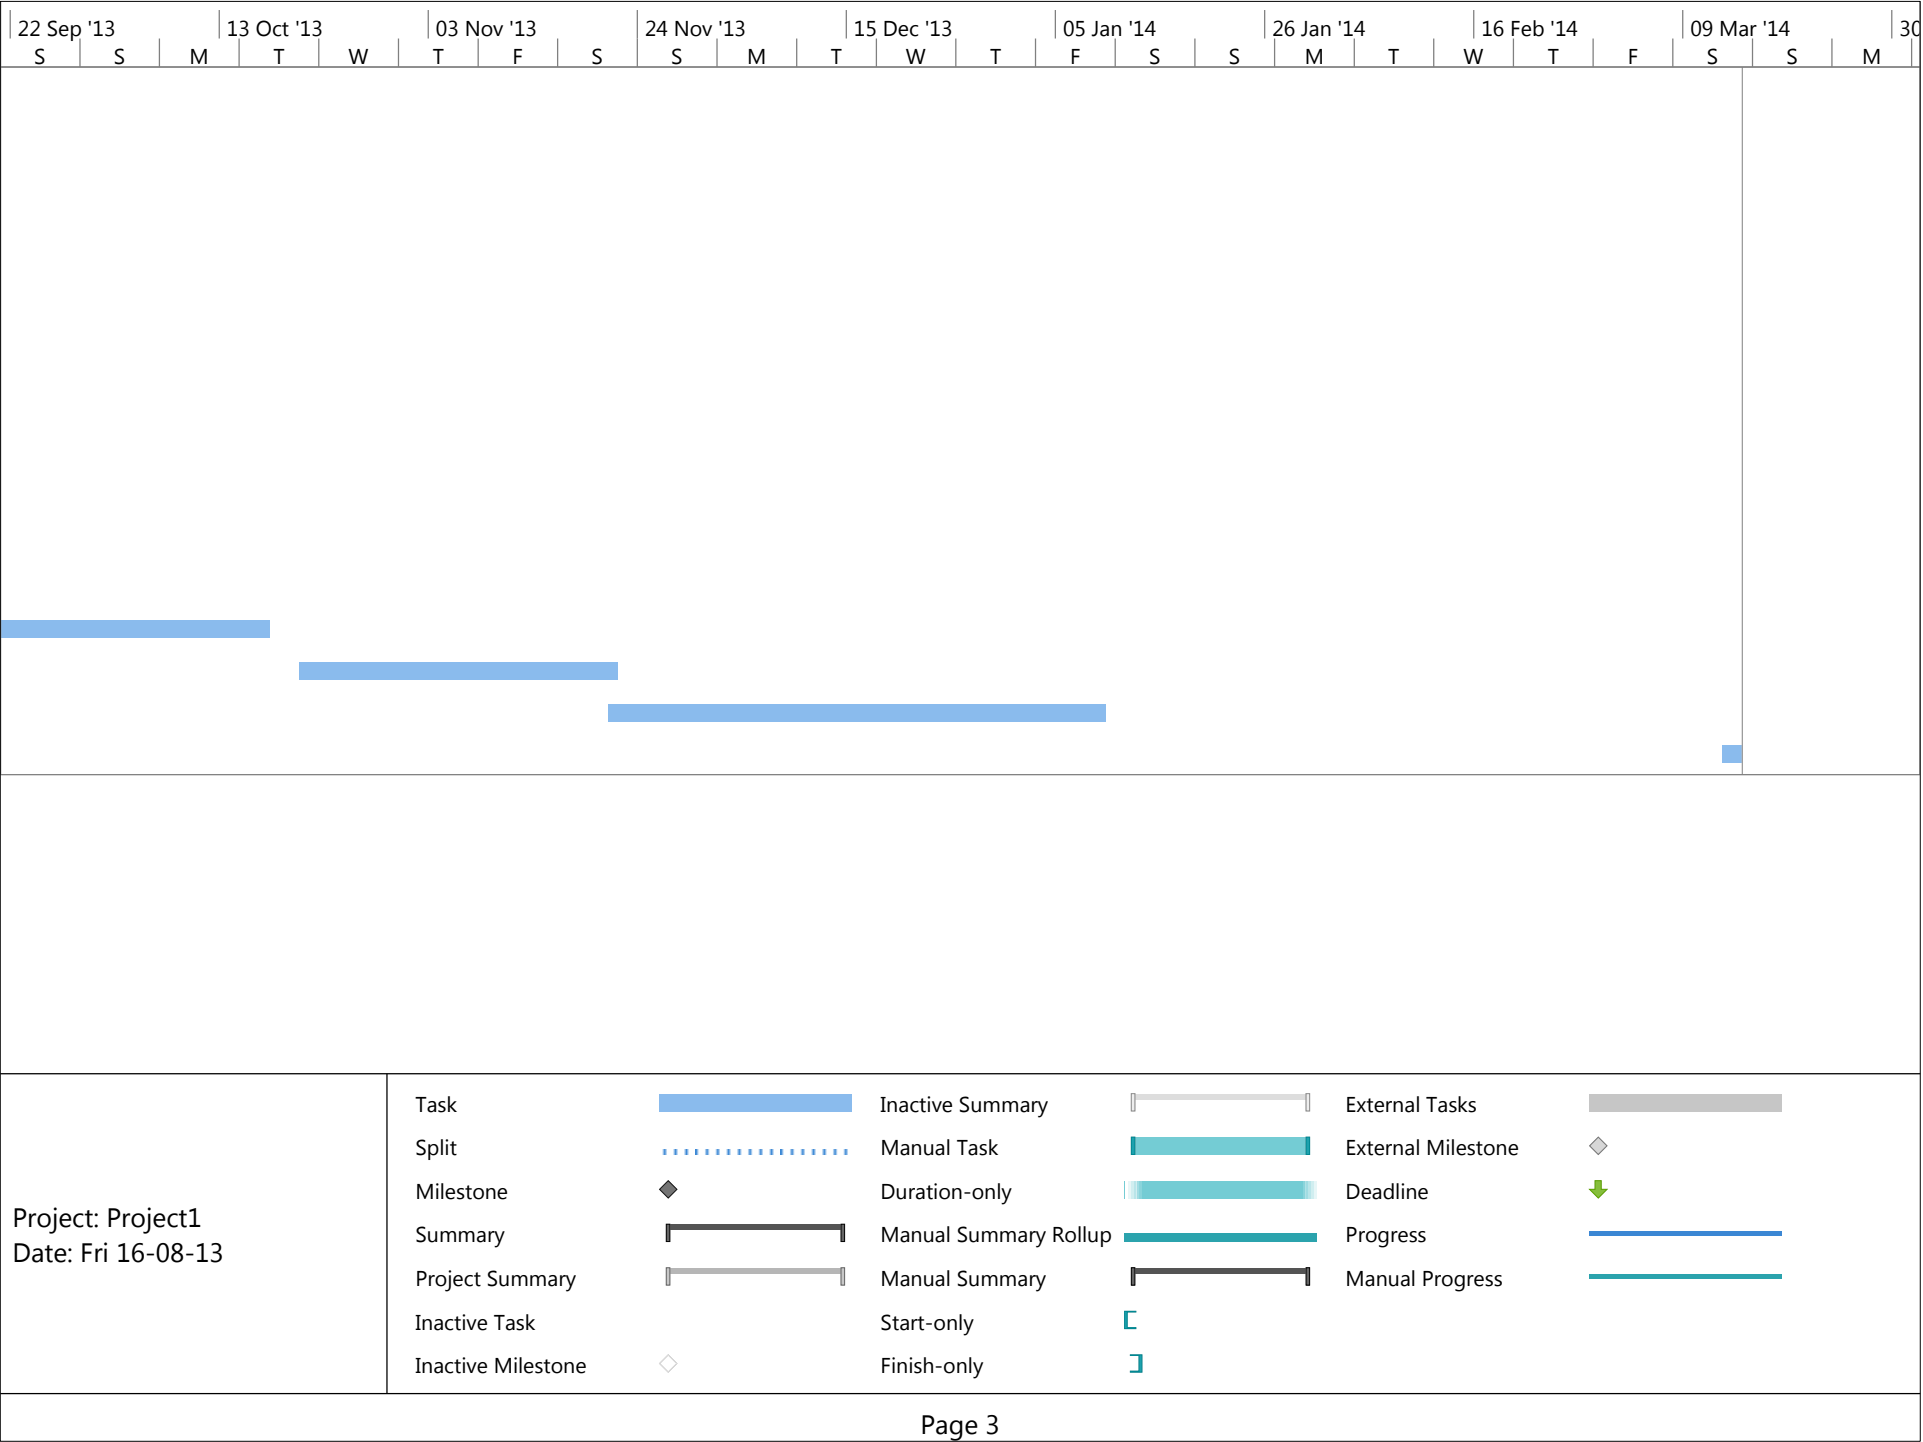 22 Sep '13 13 Oct '13 03 Nov '13 24 Nov '13 15 Dec '13 05 Jan '14 26 Jan '14 16 Feb '14 09 Mar '14 30
S S M T W T F S S M T W T F S S M T W T F S S M
Task Inactive Summary External Tasks
Split Manual Task External Milestone
Milestone Duration-only Deadline
Project: Project1
Date: Fri 16-08-13
Summary Manual Summary Rollup Progress
Project Summary Manual Summary Manual Progress
Inactive Task Start-only
Inactive Milestone Finish-only
Page 3